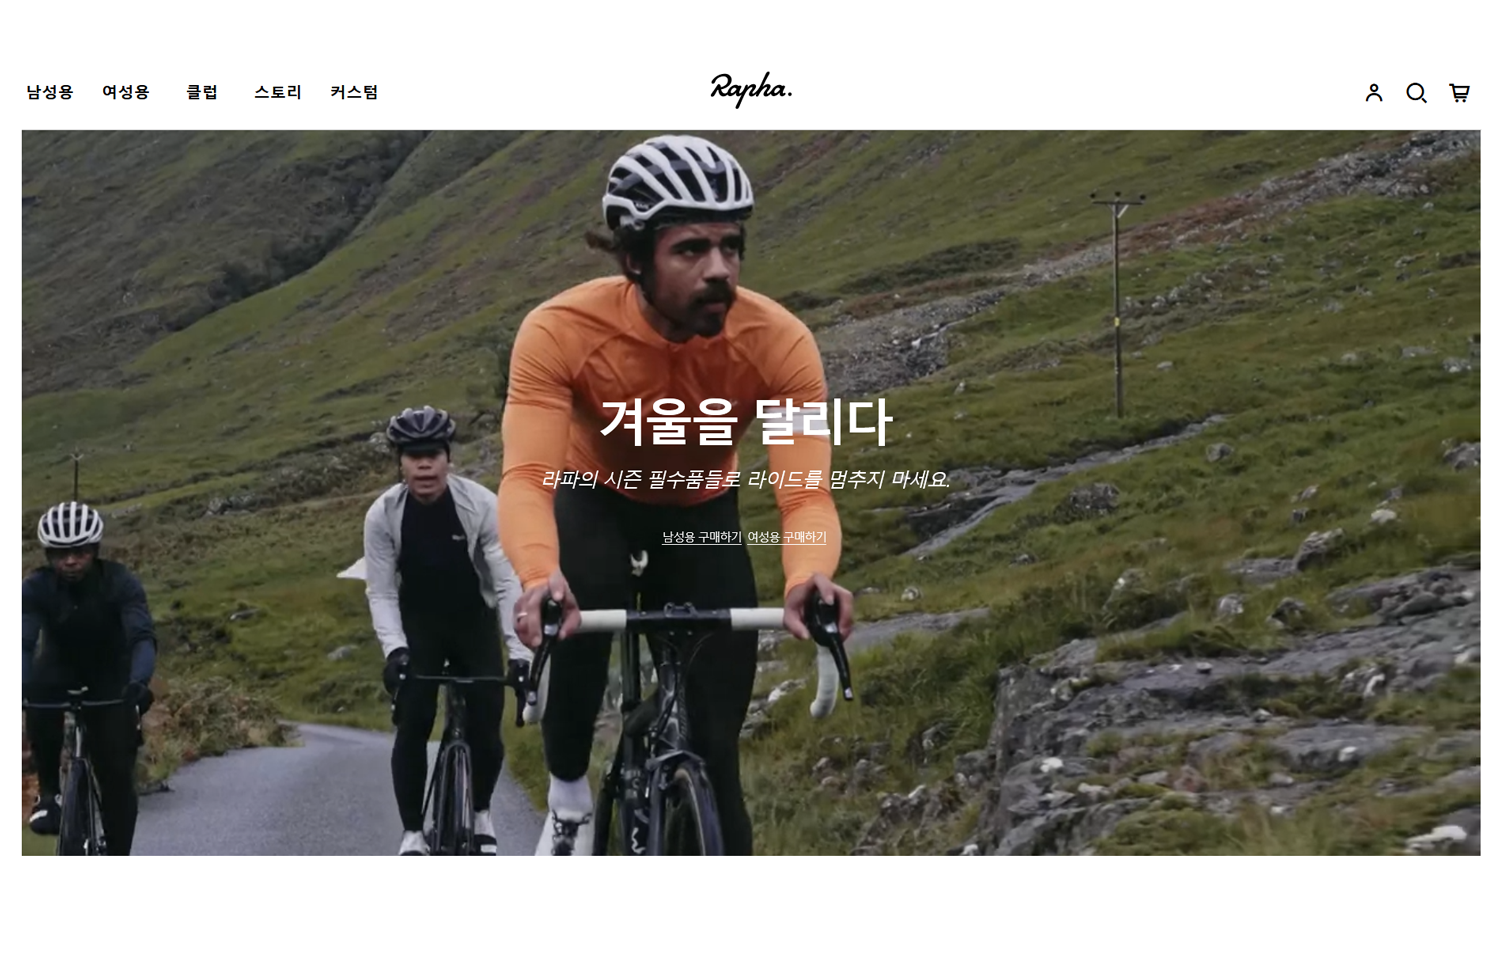 남성용 여성용 클럽 스토리 커스텀
Rapha.
겨울을 달리다
라파의 시즌 필수품들로 라이드를 멈추지 마세요.
남성용 구매하기 여성용 구매하기